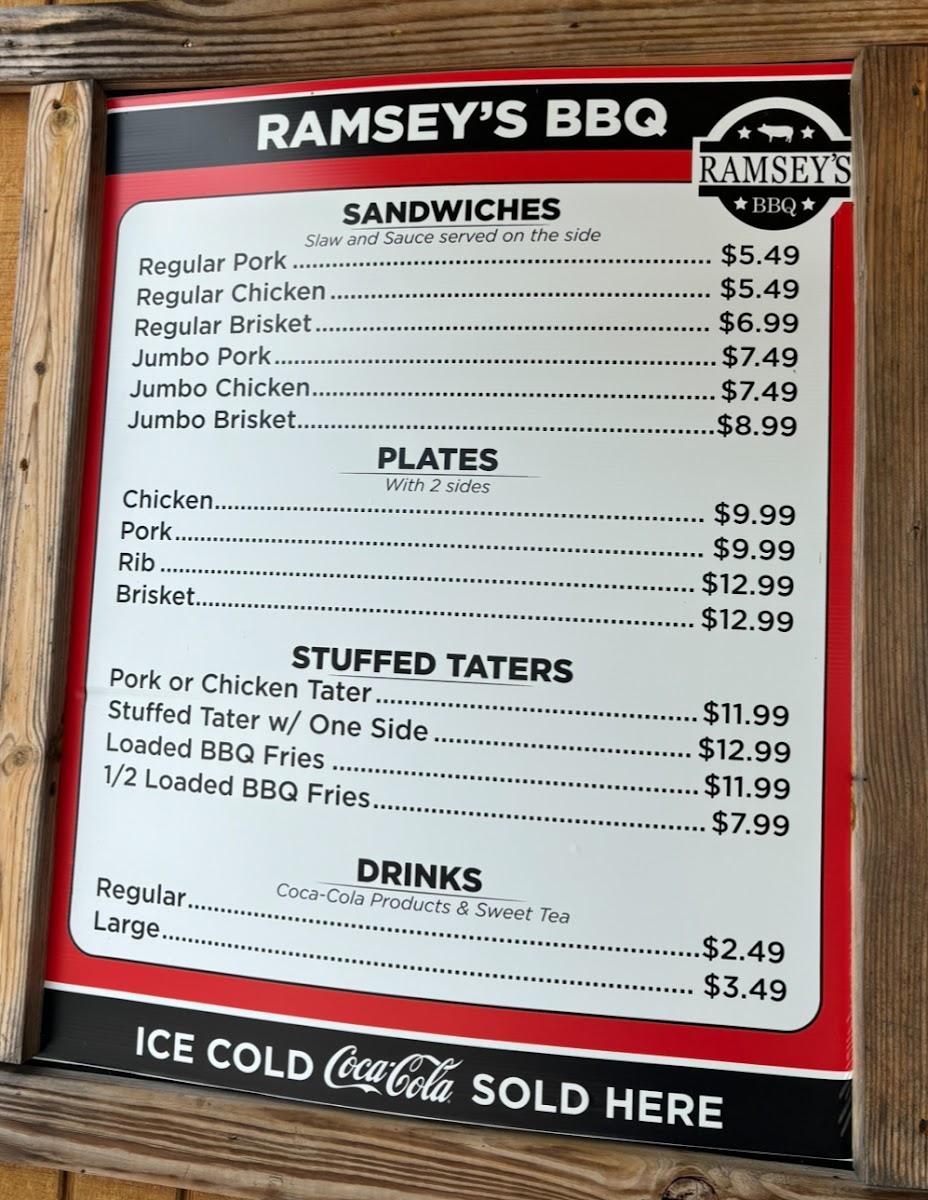 RAMSEY'S BBQ
RAMSEY'S
BBQ
SANDWICHES
Slaw and Sauce served on the side
Regular Pork ........ $5.49
Regular Chicken ........ $5.49
Regular Brisket ........ $6.99
Jumbo Pork ........ $7.49
Jumbo Chicken ........ $7.49
Jumbo Brisket ........ $8.99
PLATES
With 2 sides
Chicken ........ $9.99
Pork ........ $9.99
Rib ........ $12.99
Brisket ........ $12.99
STUFFED TATERS
Pork or Chicken Tater ........ $11.99
Stuffed Tater w/ One Side ........ $12.99
Loaded BBQ Fries ........ $11.99
1/2 Loaded BBQ Fries ........ $7.99
DRINKS
Coca-Cola Products & Sweet Tea
Regular ........ $2.49
Large ........ $3.49
ICE COLD Coca-Cola SOLD HERE